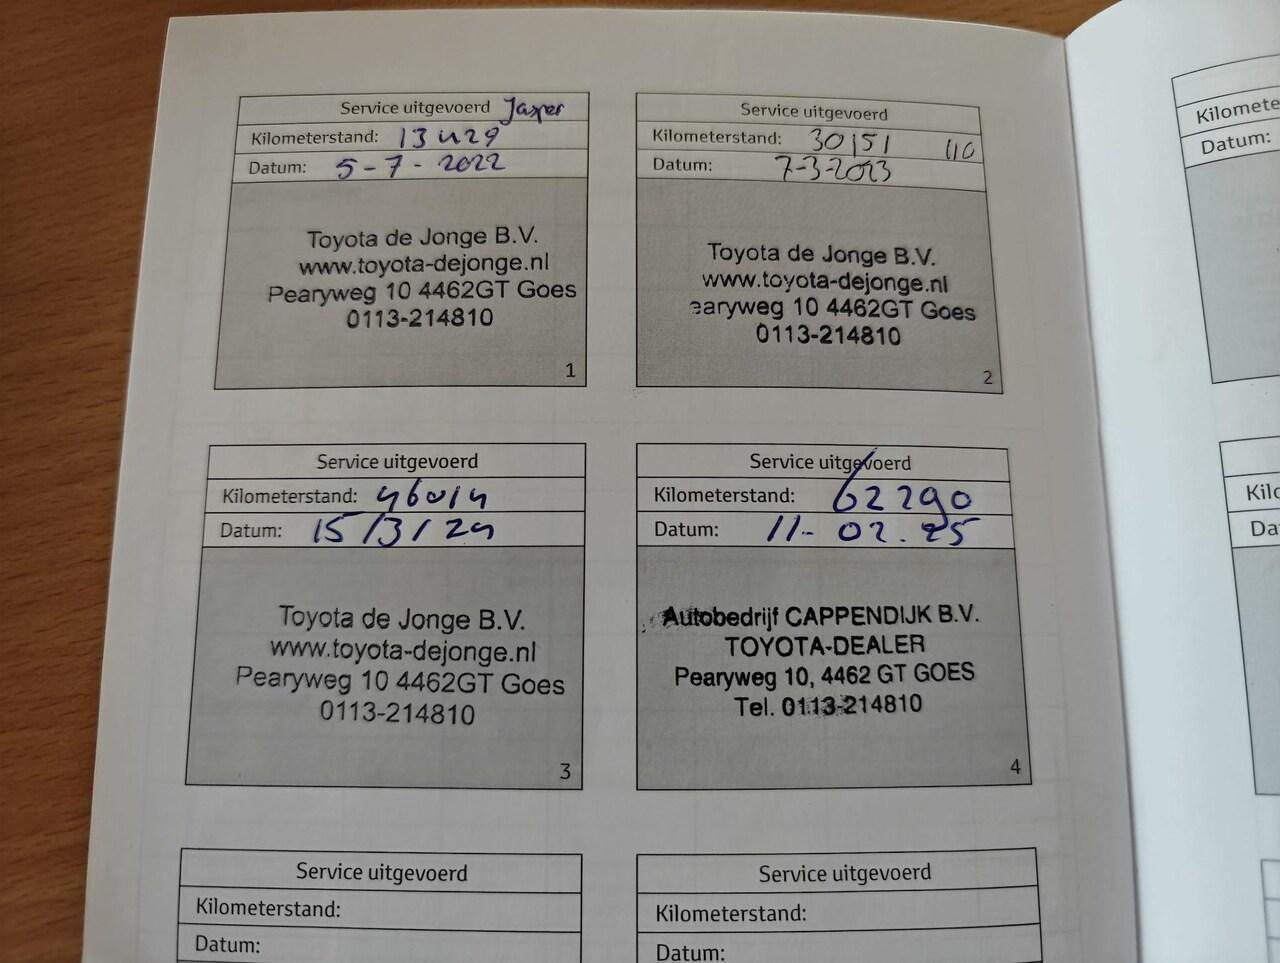 Service uitgevoerd Jasper
Kilometerstand: 13429
Datum: 5-7-2022
Toyota de Jonge B.V.
www.toyota-dejonge.nl
Pearyweg 10 4462GT Goes
0113-214810
1
Service uitgevoerd
Kilometerstand: 30151
Datum: 7-3-2023
Toyota de Jonge B.V.
www.toyota-dejonge.nl
earyweg 10 4462GT Goes
0113-214810
2
Service uitgevoerd
Kilometerstand: 46014
Datum: 15/3/24
Toyota de Jonge B.V.
www.toyota-dejonge.nl
Pearyweg 10 4462GT Goes
0113-214810
3
Service uitgevoerd
Kilometerstand: 62290
Datum: 11-02.25
Autobedrijf CAPPENDIJK B.V.
TOYOTA-DEALER
Pearyweg 10, 4462 GT GOES
Tel. 0113-214810
4
Service uitgevoerd
Kilometerstand:
Datum:
Service uitgevoerd
Kilometerstand:
Datum:
Kilomete
Datum:
Kilo
Da